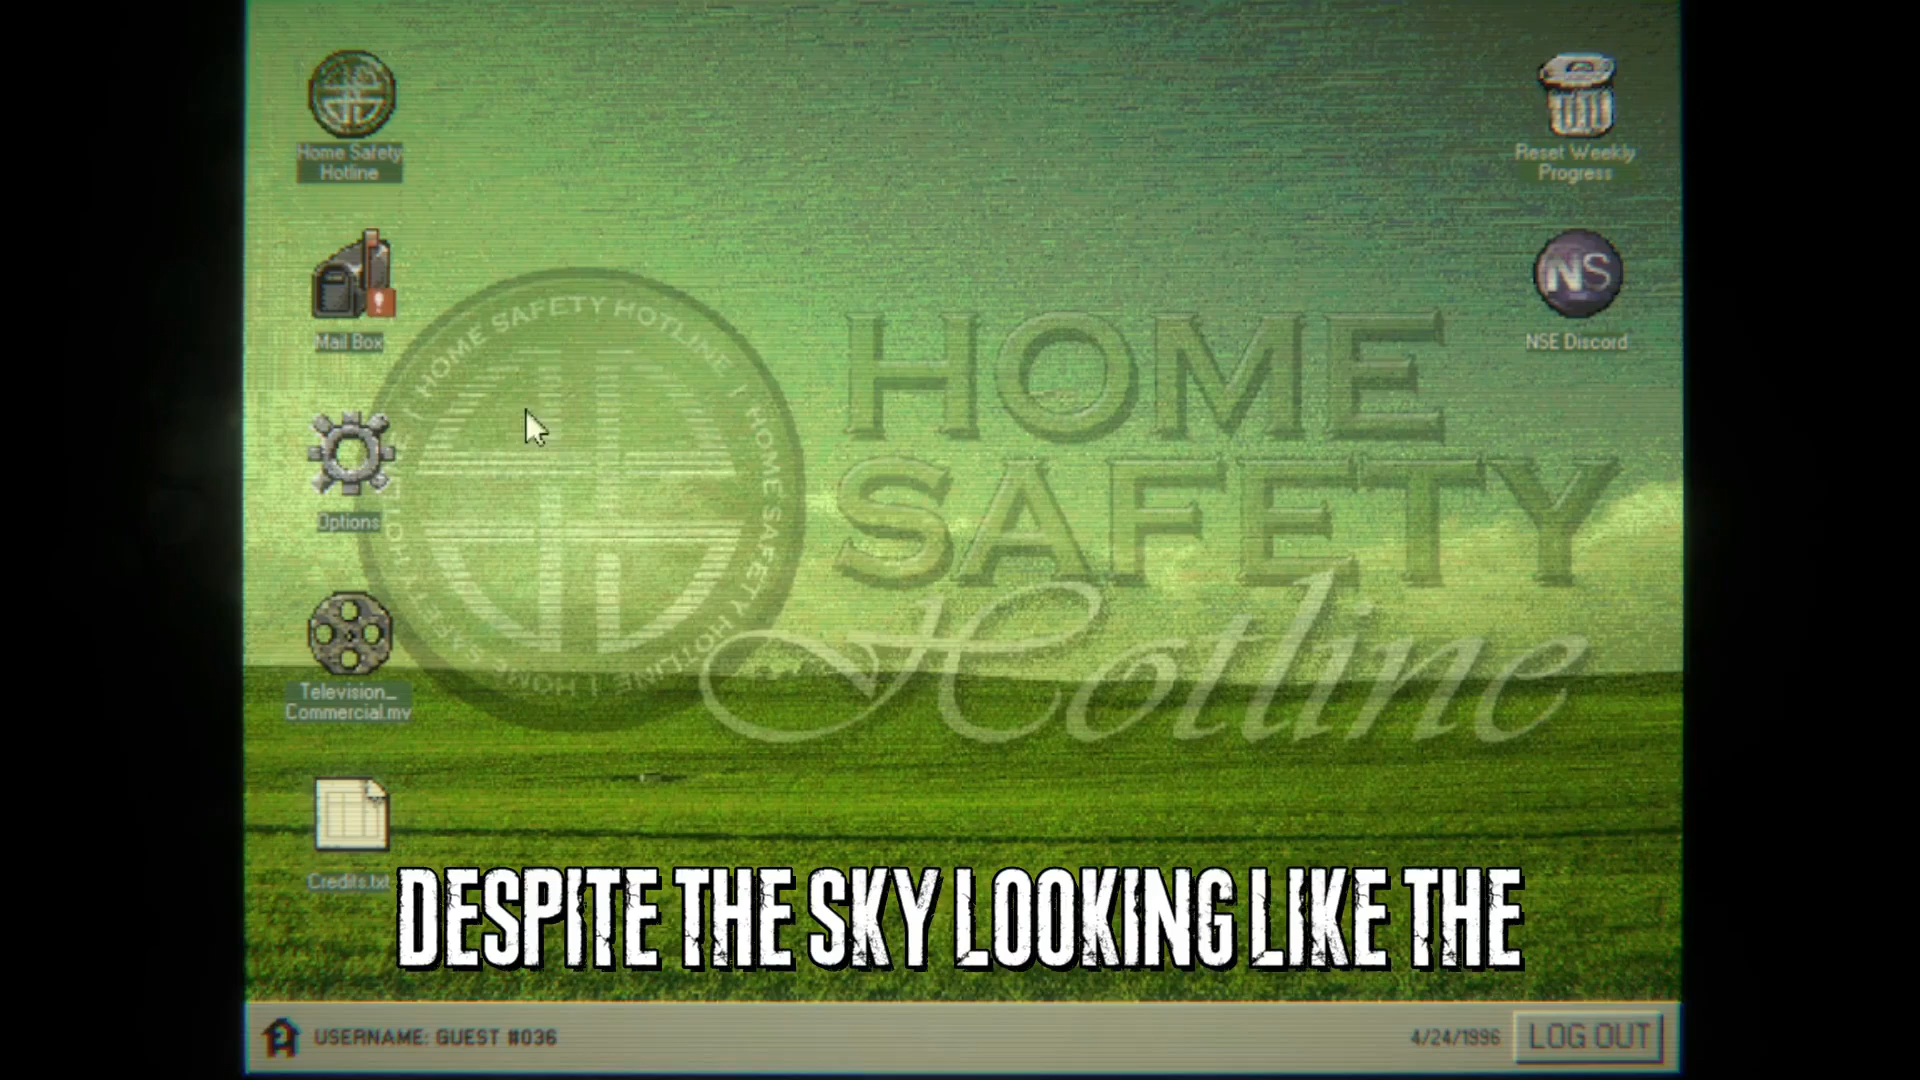 Home Safety
Hotline
Mail Box
Options
Television_
Commercial.mv
Credits.txt
Reset Weekly
Progress
NS
NSE Discord
HOME SAFETY HOTLINE | HOME SAFETY HOTLINE | HOME SAFETY HOTLINE |
HOME
SAFETY
Hotline
DESPITE THE SKY LOOKING LIKE THE
USERNAME: GUEST #036
4/24/1996
LOG OUT